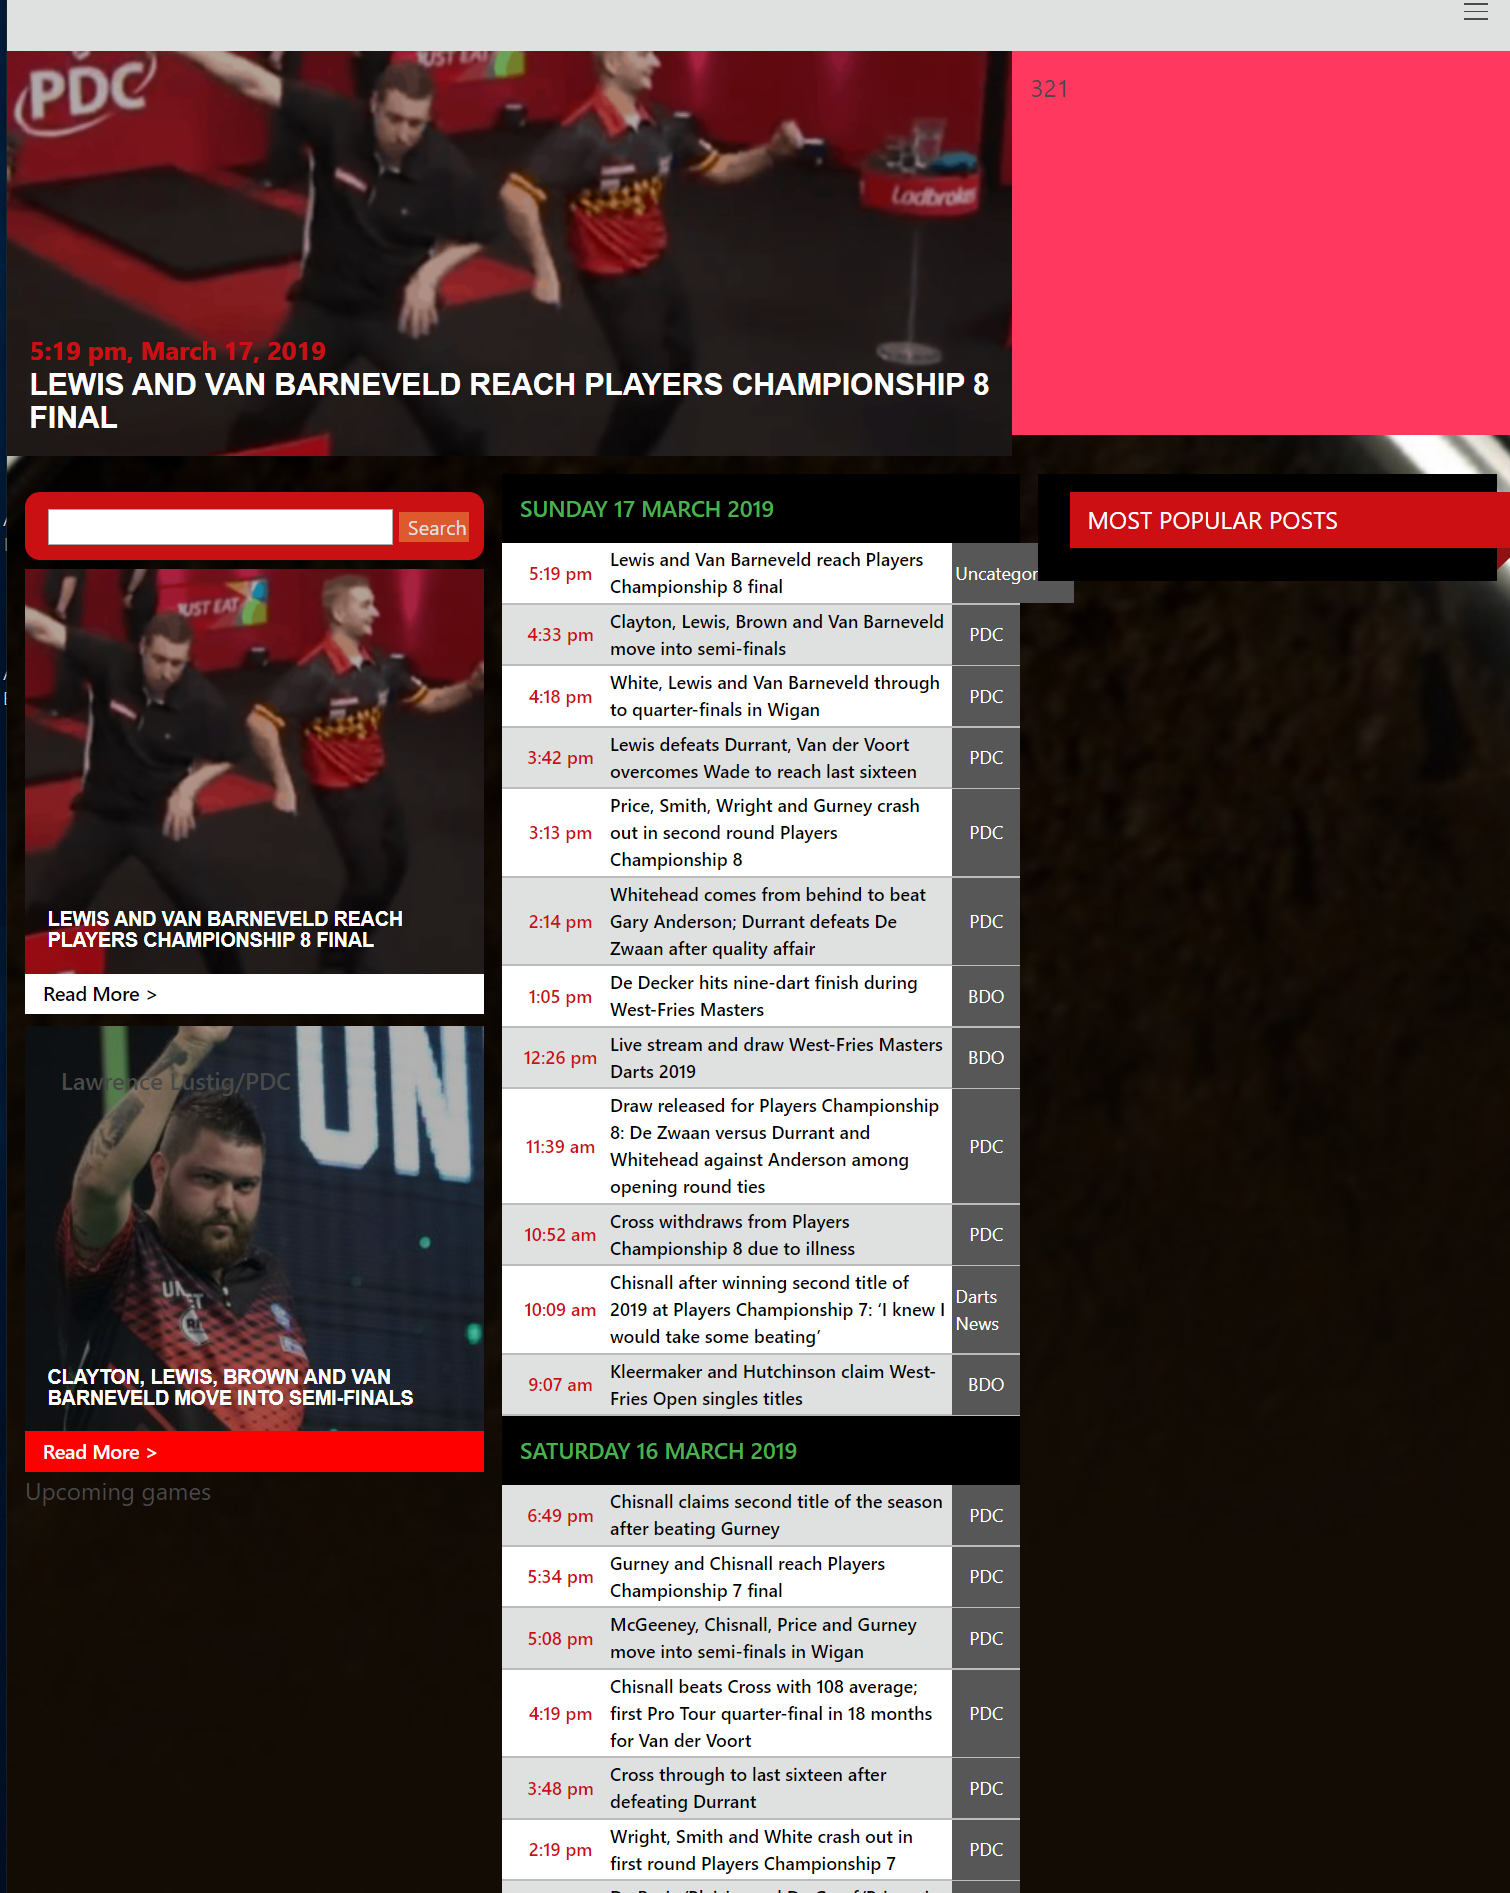 PDC
JUST EAT
Ladbrokes
321
5:19 pm, March 17, 2019
LEWIS AND VAN BARNEVELD REACH PLAYERS CHAMPIONSHIP 8
FINAL
Search
JUST EAT
LEWIS AND VAN BARNEVELD REACH
PLAYERS CHAMPIONSHIP 8 FINAL
Read More >
UN
Lawrence Lustig/PDC
CLAYTON, LEWIS, BROWN AND VAN
BARNEVELD MOVE INTO SEMI-FINALS
Read More >
Upcoming games
SUNDAY 17 MARCH 2019
5:19 pm
Lewis and Van Barneveld reach Players
Championship 8 final
Uncategor
4:33 pm
Clayton, Lewis, Brown and Van Barneveld
move into semi-finals
PDC
4:18 pm
White, Lewis and Van Barneveld through
to quarter-finals in Wigan
PDC
3:42 pm
Lewis defeats Durrant, Van der Voort
overcomes Wade to reach last sixteen
PDC
3:13 pm
Price, Smith, Wright and Gurney crash
out in second round Players
Championship 8
PDC
2:14 pm
Whitehead comes from behind to beat
Gary Anderson; Durrant defeats De
Zwaan after quality affair
PDC
1:05 pm
De Decker hits nine-dart finish during
West-Fries Masters
BDO
12:26 pm
Live stream and draw West-Fries Masters
Darts 2019
BDO
11:39 am
Draw released for Players Championship
8: De Zwaan versus Durrant and
Whitehead against Anderson among
opening round ties
PDC
10:52 am
Cross withdraws from Players
Championship 8 due to illness
PDC
10:09 am
Chisnall after winning second title of
2019 at Players Championship 7: ‘I knew I
would take some beating’
Darts
News
9:07 am
Kleermaker and Hutchinson claim West-
Fries Open singles titles
BDO
SATURDAY 16 MARCH 2019
6:49 pm
Chisnall claims second title of the season
after beating Gurney
PDC
5:34 pm
Gurney and Chisnall reach Players
Championship 7 final
PDC
5:08 pm
McGeeney, Chisnall, Price and Gurney
move into semi-finals in Wigan
PDC
4:19 pm
Chisnall beats Cross with 108 average;
first Pro Tour quarter-final in 18 months
for Van der Voort
PDC
3:48 pm
Cross through to last sixteen after
defeating Durrant
PDC
2:19 pm
Wright, Smith and White crash out in
first round Players Championship 7
PDC
MOST POPULAR POSTS